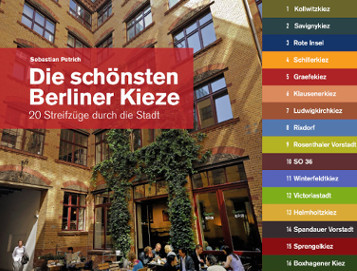 Sebastian Petrich
Die schönsten
Berliner Kieze
20 Streifzüge durch die Stadt
1 Kollwitzkiez
2 Savignykiez
3 Rote Insel
4 Schillerkiez
5 Graefekiez
6 Klausenerkiez
7 Ludwigkirchkiez
8 Rixdorf
9 Rosenthaler Vorstadt
10 SO 36
11 Winterfeldtkiez
12 Victoriastadt
13 Helmholtzkiez
14 Spandauer Vorstadt
15 Sprengelkiez
16 Boxhagener Kiez